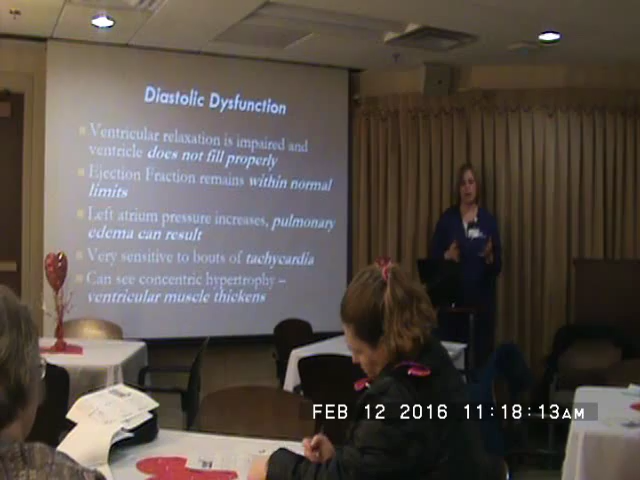 Diastolic Dysfunction
Ventricular relaxation is impaired and
ventricle does not fill properly
Ejection Fraction remains within normal
limits
Left atrium pressure increases, pulmonary
edema can result
Very sensitive to bouts of tachycardia
Can see concentric hypertrophy –
ventricular muscle thickens
FEB 12 2016 11:18:13AM